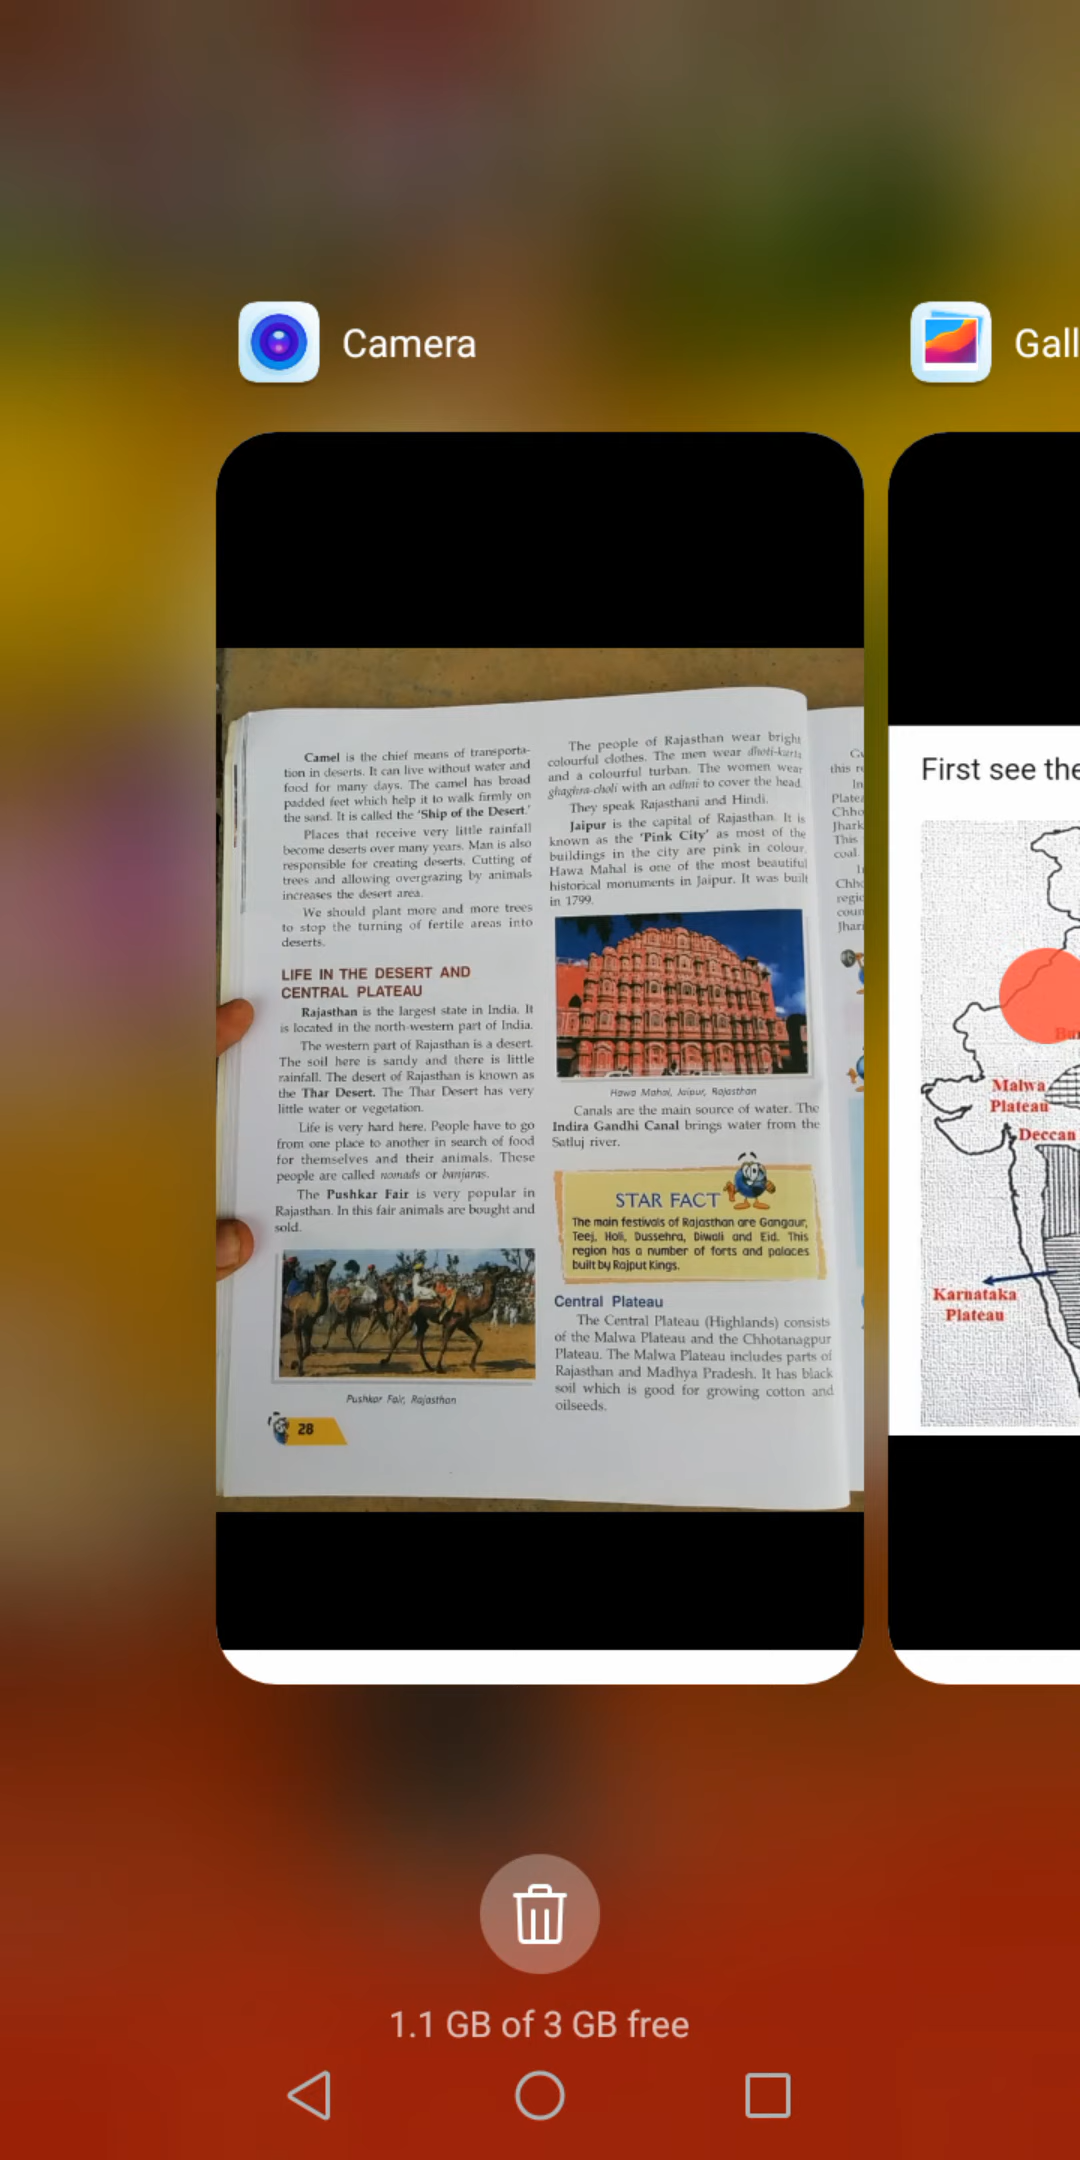 Camera
Camel is the chief means of transporta-
tion in deserts. It can live without water and
food for many days. The camel has broad
padded feet which help it to walk firmly on
the sand. It is called the 'Ship of the Desert.'
Places that receive very little rainfall
become deserts over many years. Man is also
responsible for creating deserts. Cutting of
trees and allowing overgrazing by animals
increases the desert area.
We should plant more and more trees
to stop the turning of fertile areas into
deserts.
LIFE IN THE DESERT AND
CENTRAL PLATEAU
Rajasthan is the largest state in India. It
is located in the north-western part of India.
The western part of Rajasthan is a desert.
The soil here is sandy and there is little
rainfall. The desert of Rajasthan is known as
the Thar Desert. The Thar Desert has very
little water or vegetation.
Life is very hard here. People have to go
from one place to another in search of food
for themselves and their animals. These
people are called nomads or banjaras.
The Pushkar Fair is very popular in
Rajasthan. In this fair animals are bought and
sold.
Pushkar Fair, Rajasthan
28
The people of Rajasthan wear bright
colourful clothes. The men wear dhoti-kurta
and a colourful turban. The women wear
ghaghra-choli with an odhni to cover the head.
They speak Rajasthani and Hindi.
Jaipur is the capital of Rajasthan. It is
known as the 'Pink City' as most of the
buildings in the city are pink in colour.
Hawa Mahal is one of the most beautiful
historical monuments in Jaipur. It was built
in 1799.
Hawa Mahal, Jaipur, Rajasthan
Canals are the main source of water. The
Indira Gandhi Canal brings water from the
Satluj river.
STAR FACT
The main festivals of Rajasthan are Gangaur,
Teej, Holi, Dussehra, Diwali and Eid. This
region has a number of forts and palaces
built by Rajput Kings.
Central Plateau
The Central Plateau (Highlands) consists
of the Malwa Plateau and the Chhotanagpur
Plateau. The Malwa Plateau includes parts of
Rajasthan and Madhya Pradesh. It has black
soil which is good for growing cotton and
oilseeds.
this
coal.
Gall
First see the
Malwa
Plateau
Deccan
Karnataka
Plateau
1.1 GB of 3 GB free